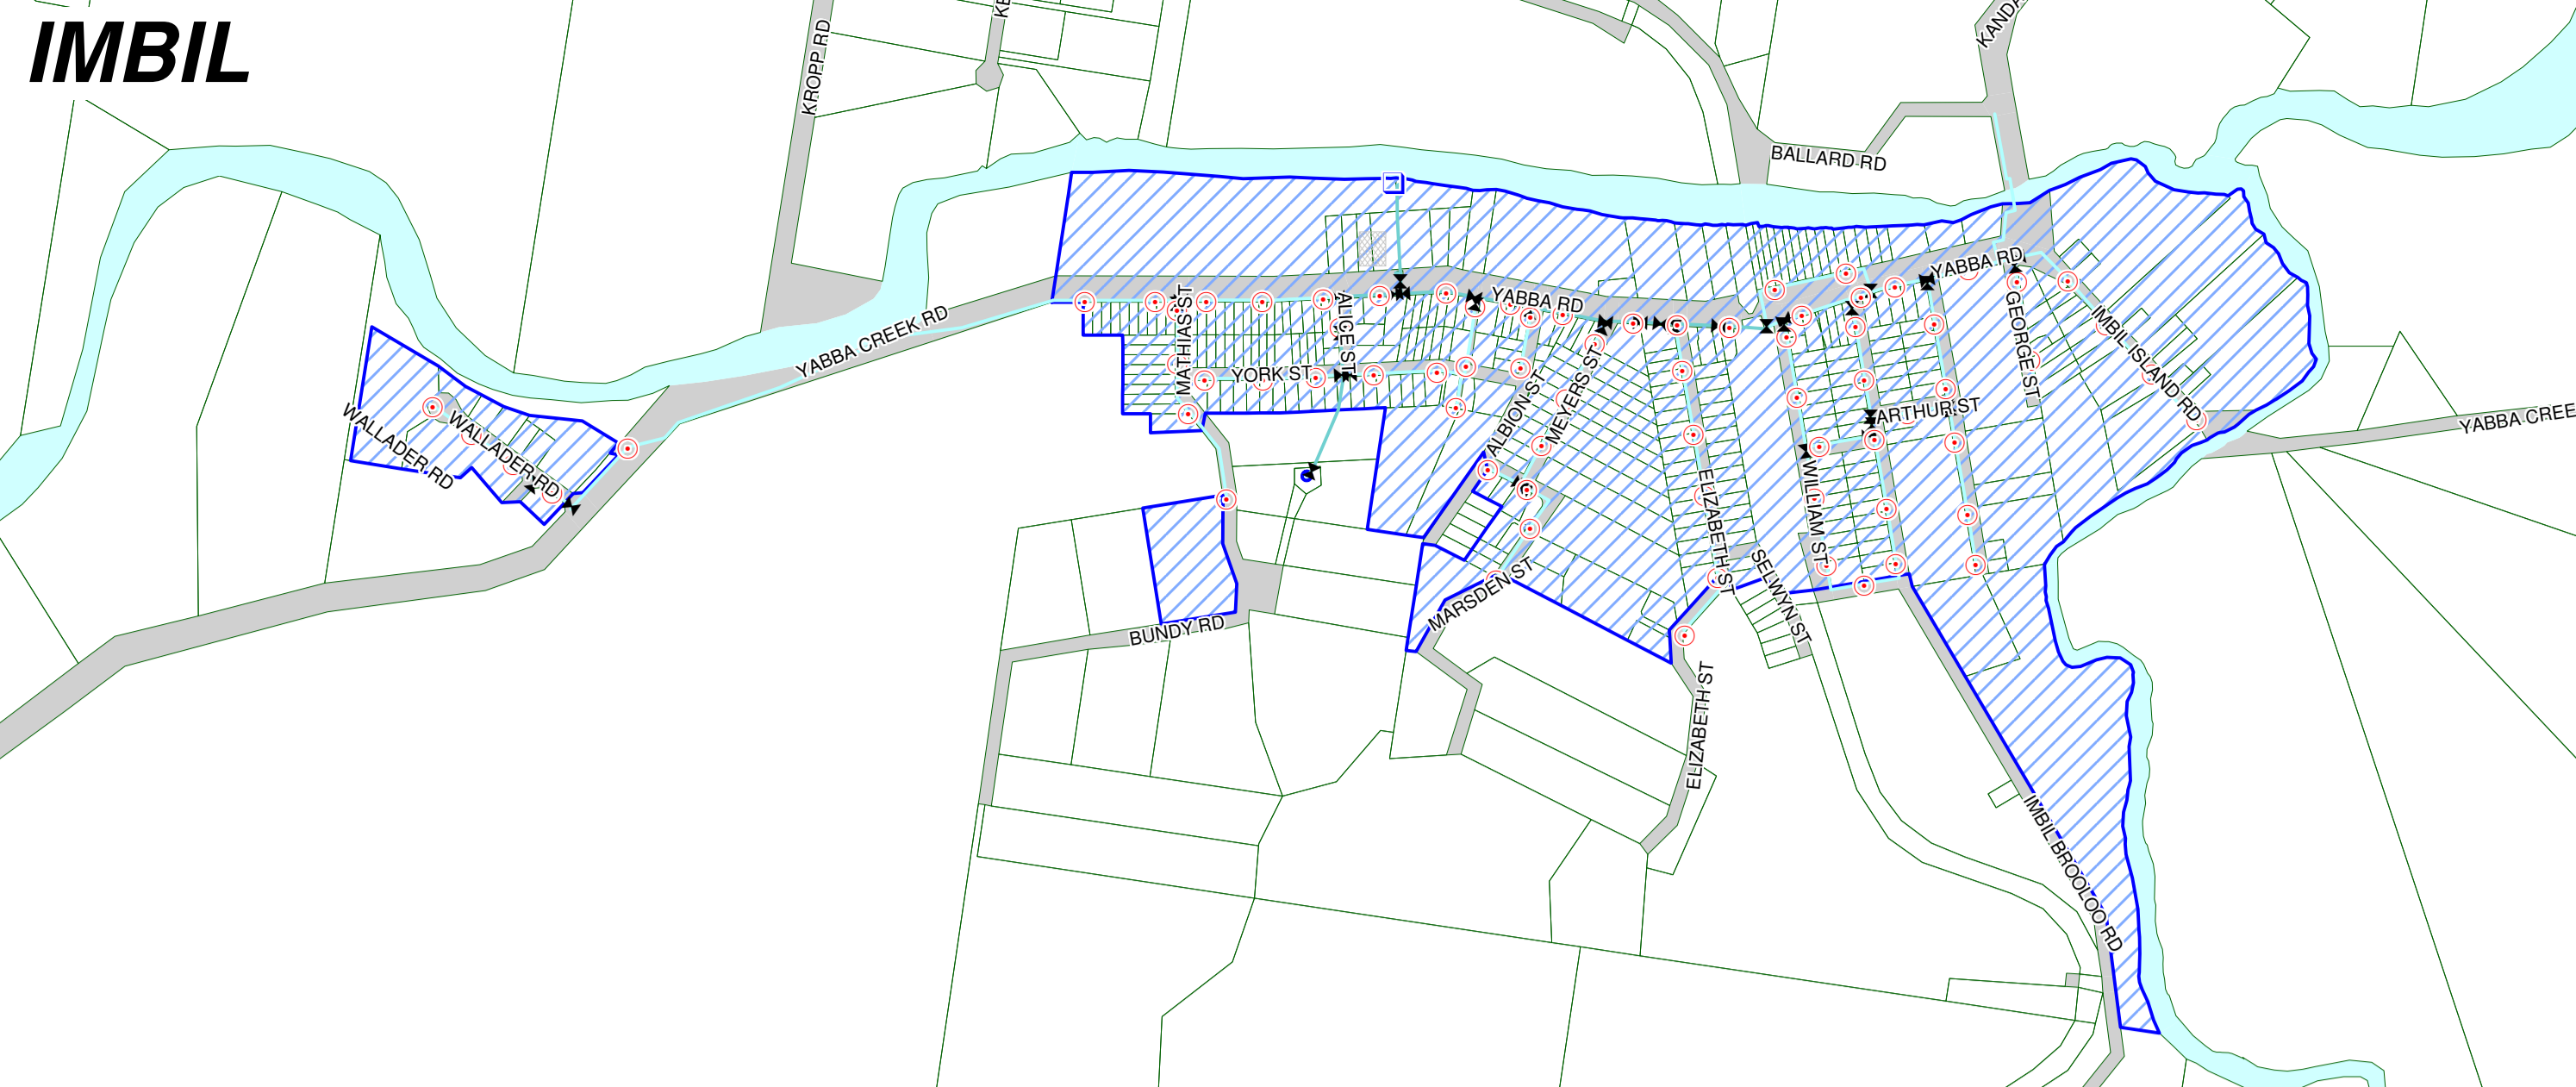 IMBIL
KROPP RD
KE
KANDA
BALLARD RD
YABBA CREEK RD
YABBA RD
YABBA RD
MATHIAS ST
ALICE ST
YORK ST
GEORGE ST
IMBIL ISLAND RD
WALLADER RD
WALLADER RD
ALBION ST
MEYERS ST
ARTHUR ST
YABBA CREE
ELIZABETH ST
WILLIAM ST
SELWYN ST
MARSDEN ST
BUNDY RD
ELIZABETH ST
IMBIL BROOLOO RD